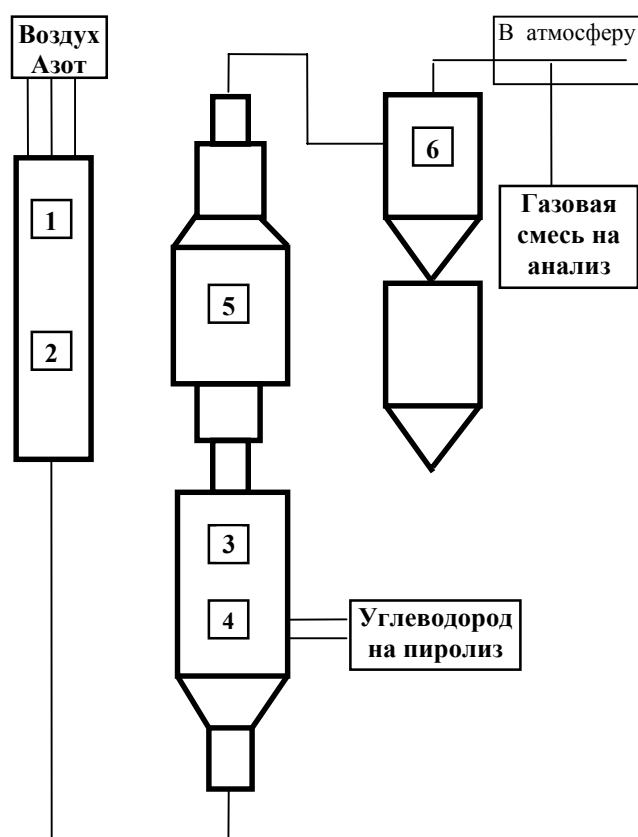 Воздух
Азот
В атмосферу
1
6
Газовая
смесь на
анализ
5
2
3
4
Углеводород
на пиролиз